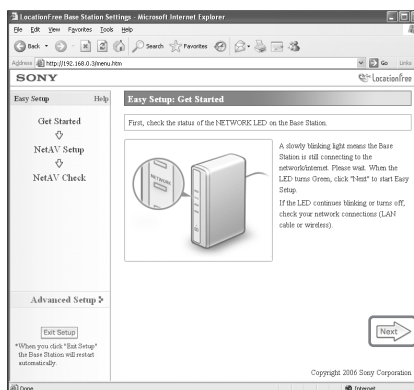 LocationFree Base Station Settings - Microsoft Internet Explorer
File Edit View Favorites Tools Help
Back Search Favorites
Address http://192.168.0.3/menu.htm Go Links
SONY LocationFree
Easy Setup Help
Easy Setup: Get Started
First, check the status of the NETWORK LED on the Base Station.
Get Started
NetAV Setup
NetAV Check
NETWORK
A slowly blinking light means the Base
Station is still connecting to the
network/internet. Please wait. When the
LED turns Green, click "Next" to start Easy
Setup.
If the LED continues blinking or turns off,
check your network connections (LAN
cable or wireless).
Advanced Setup
Exit Setup
*When you click "Exit Setup"
the Base Station will restart
automatically.
Next
Copyright 2006 Sony Corporation
Done Internet